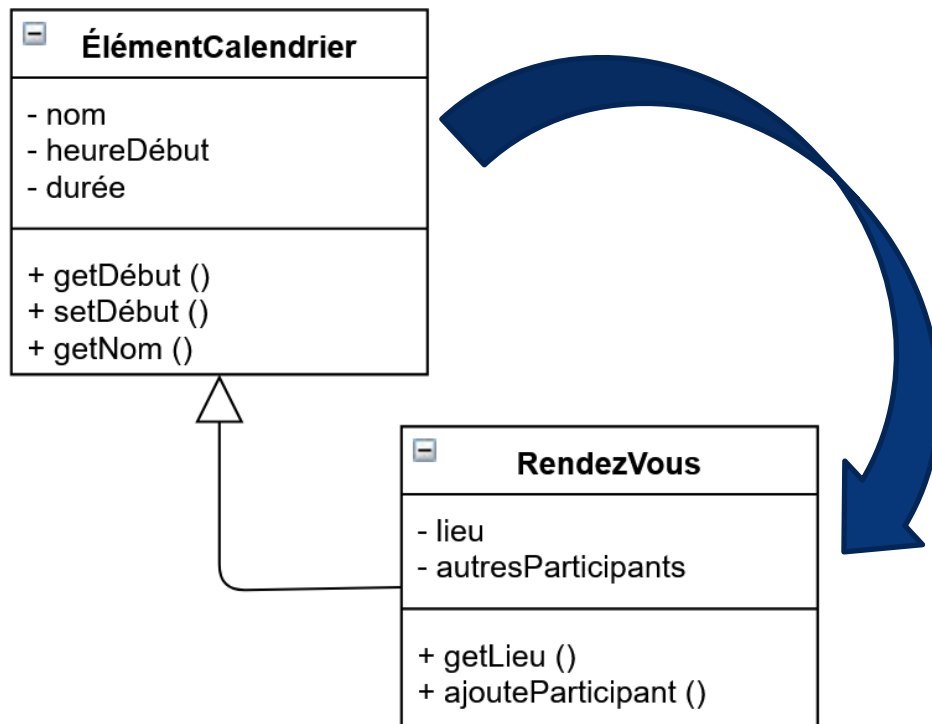 ÉlémentCalendrier
- nom
- heureDébut
- durée
+ getDébut ()
+ setDébut ()
+ getNom ()
RendezVous
- lieu
- autresParticipants
+ getLieu ()
+ ajouteParticipant ()